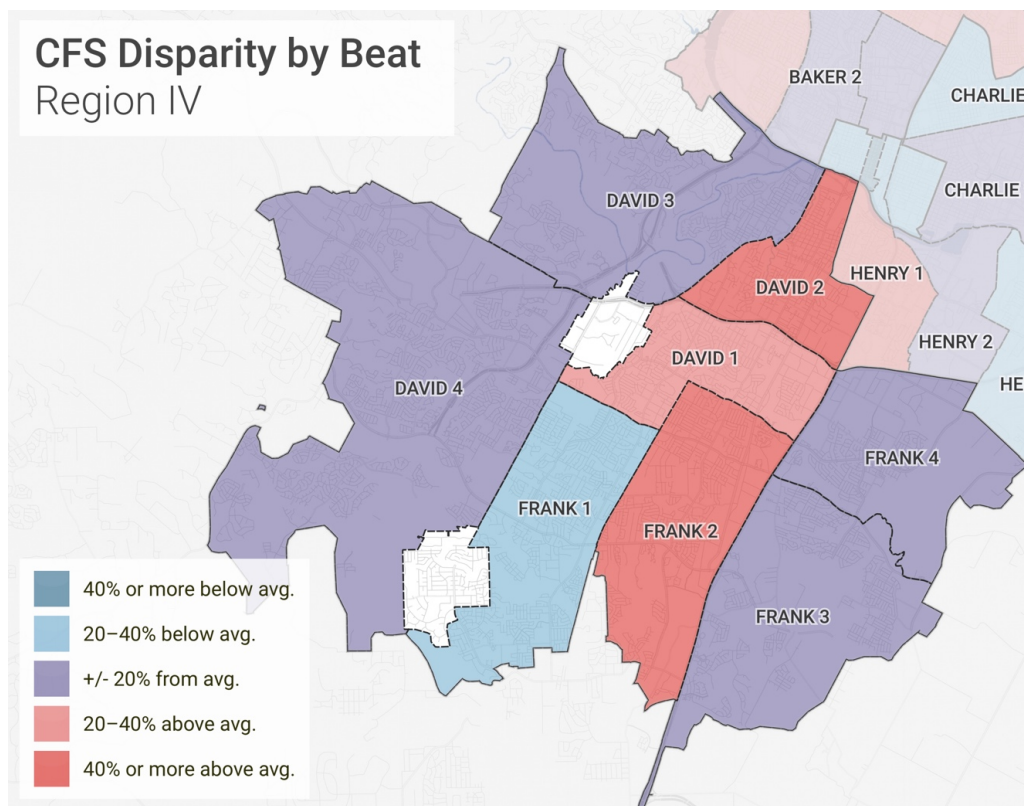 CFS Disparity by Beat
Region IV
BAKER 2
CHARLIE
CHARLIE
DAVID 3
HENRY 1
DAVID 2
HENRY 2
DAVID 1
HE
DAVID 4
FRANK 4
FRANK 1
FRANK 2
FRANK 3
40% or more below avg.
20–40% below avg.
+/- 20% from avg.
20–40% above avg.
40% or more above avg.